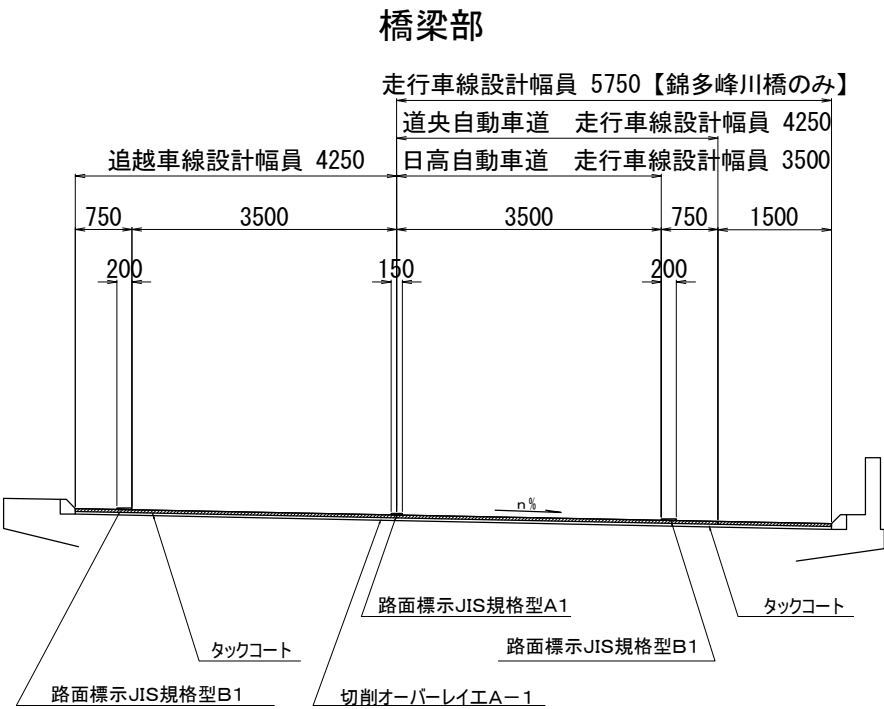 橋梁部
走行車線設計幅員 5750【錦多峰川橋のみ】
道央自動車道　走行車線設計幅員 4250
追越車線設計幅員 4250
日高自動車道　走行車線設計幅員 3500
750
3500
3500
750
1500
200
150
200
n%
路面標示JIS規格型A1
タックコート
タックコート
路面標示JIS規格型B1
路面標示JIS規格型B1
切削オーバーレイ工A－1